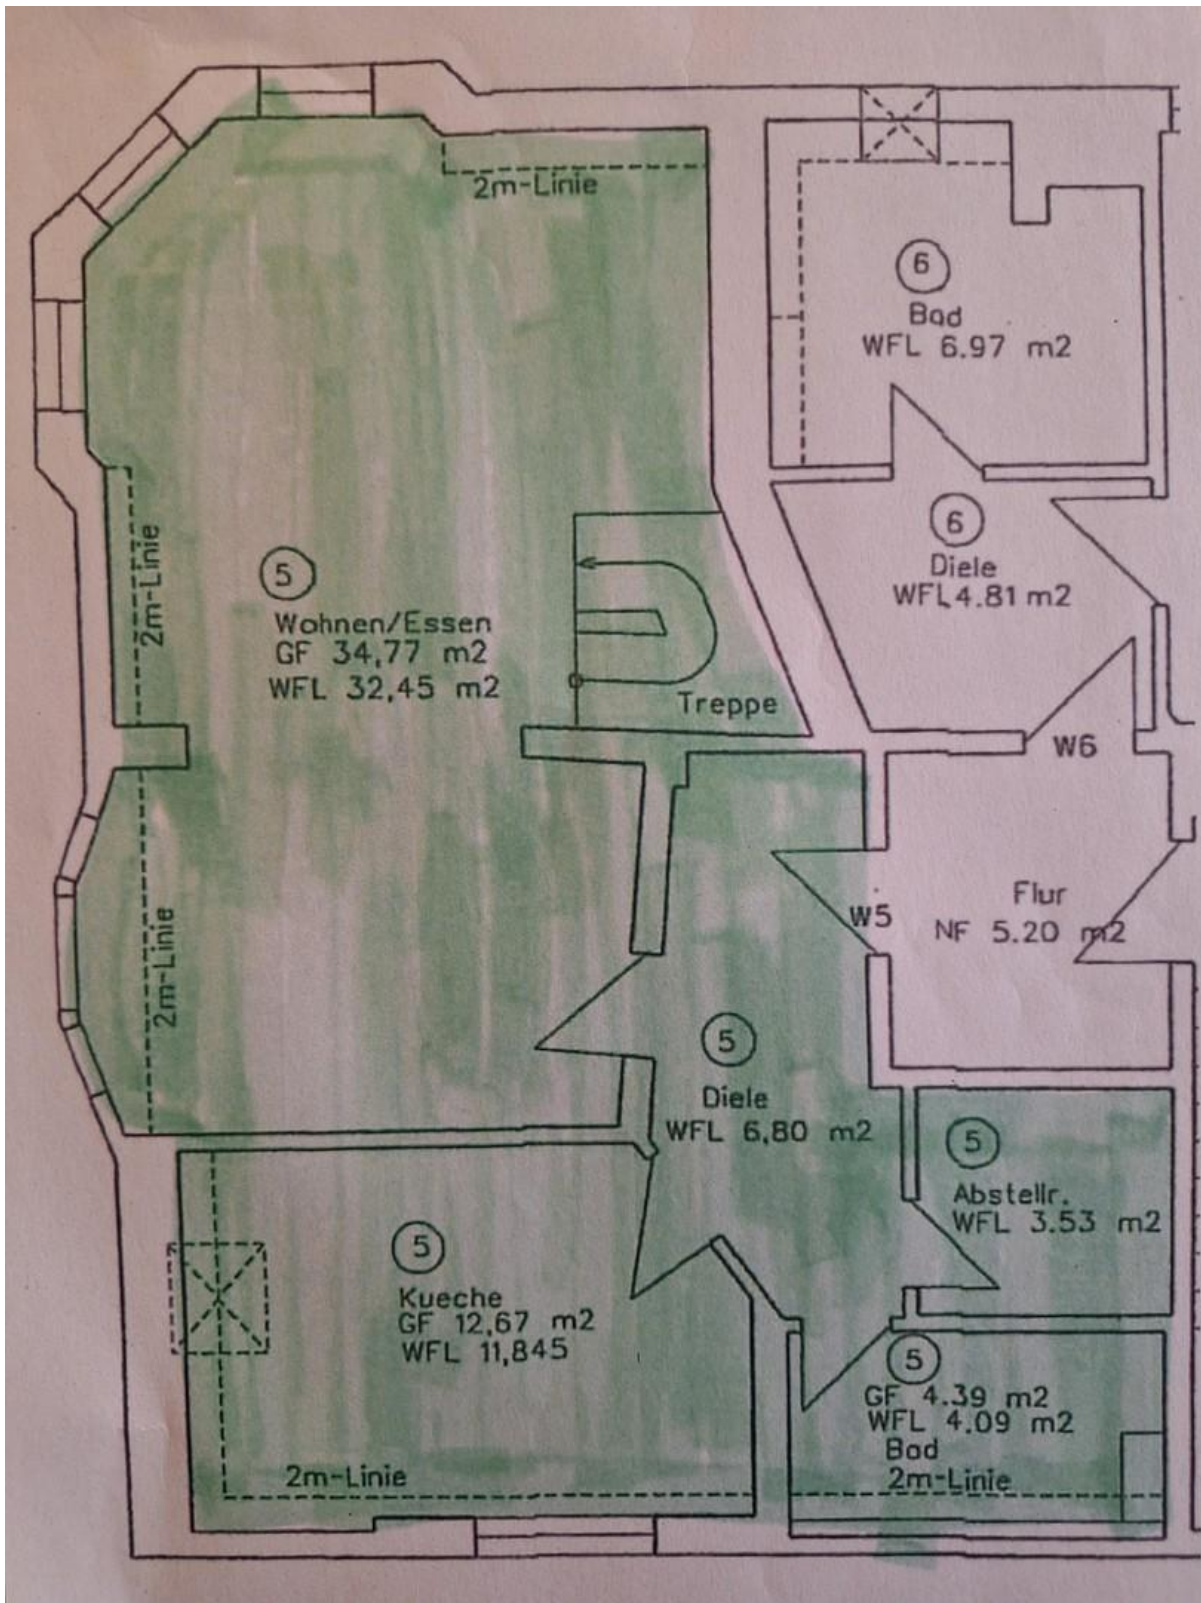 2m-Linie
6
Bad
WFL 6.97 m2
6
Diele
WFL 4.81 m2
2m-Linie
5
Wohnen/Essen
GF 34,77 m2
WFL 32,45 m2
Treppe
W6
W5
Flur
NF 5.20 m2
2m-Linie
5
Diele
WFL 6,80 m2
5
Abstellr.
WFL 3.53 m2
5
Kueche
GF 12,67 m2
WFL 11,845
5
GF 4.39 m2
WFL 4.09 m2
Bad
2m-Linie
2m-Linie